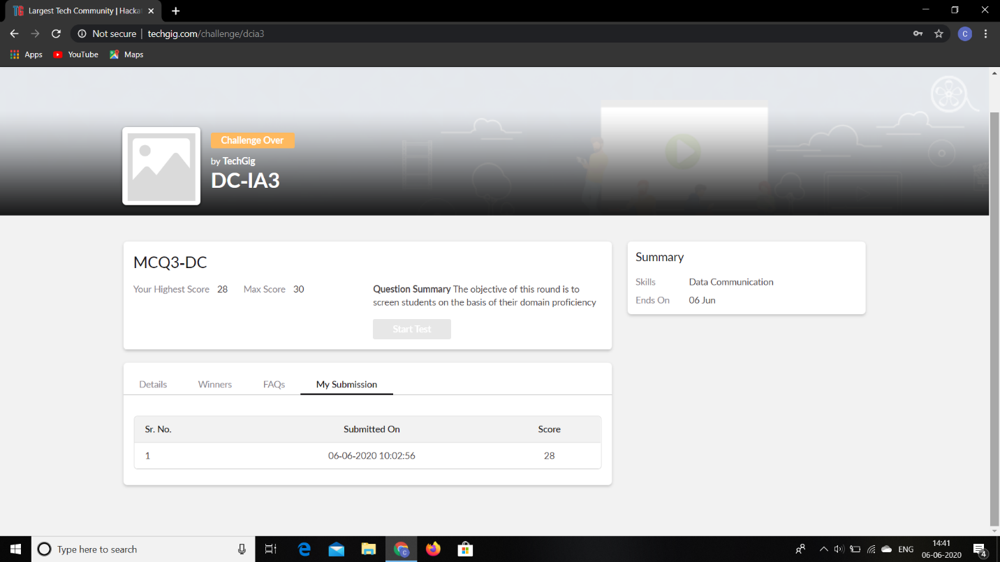 Largest Tech Community | Hacka
Not secure | techgig.com/challenge/dcia3
C
Apps YouTube Maps
Challenge Over
by TechGig
DC-IA3
MCQ3-DC
Your Highest Score 28 Max Score 30
Question Summary The objective of this round is to
screen students on the basis of their domain proficiency
Start Test
Summary
Skills Data Communication
Ends On 06 Jun
Details Winners FAQs My Submission
Sr. No. Submitted On Score
1 06-06-2020 10:02:56 28
Type here to search
ENG
14:41
06-06-2020
4